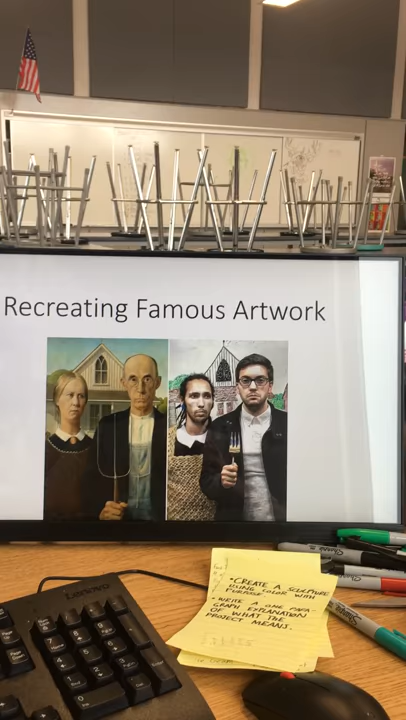 Recreating Famous Artwork
Lenovo
• CREATE A SCULPTURE
USING COLOR WITH
PURPOSE.
• WRITE A ONE PARA-
GRAPH EXPLANATION
OF WHAT THE
PROJECT MEANS.